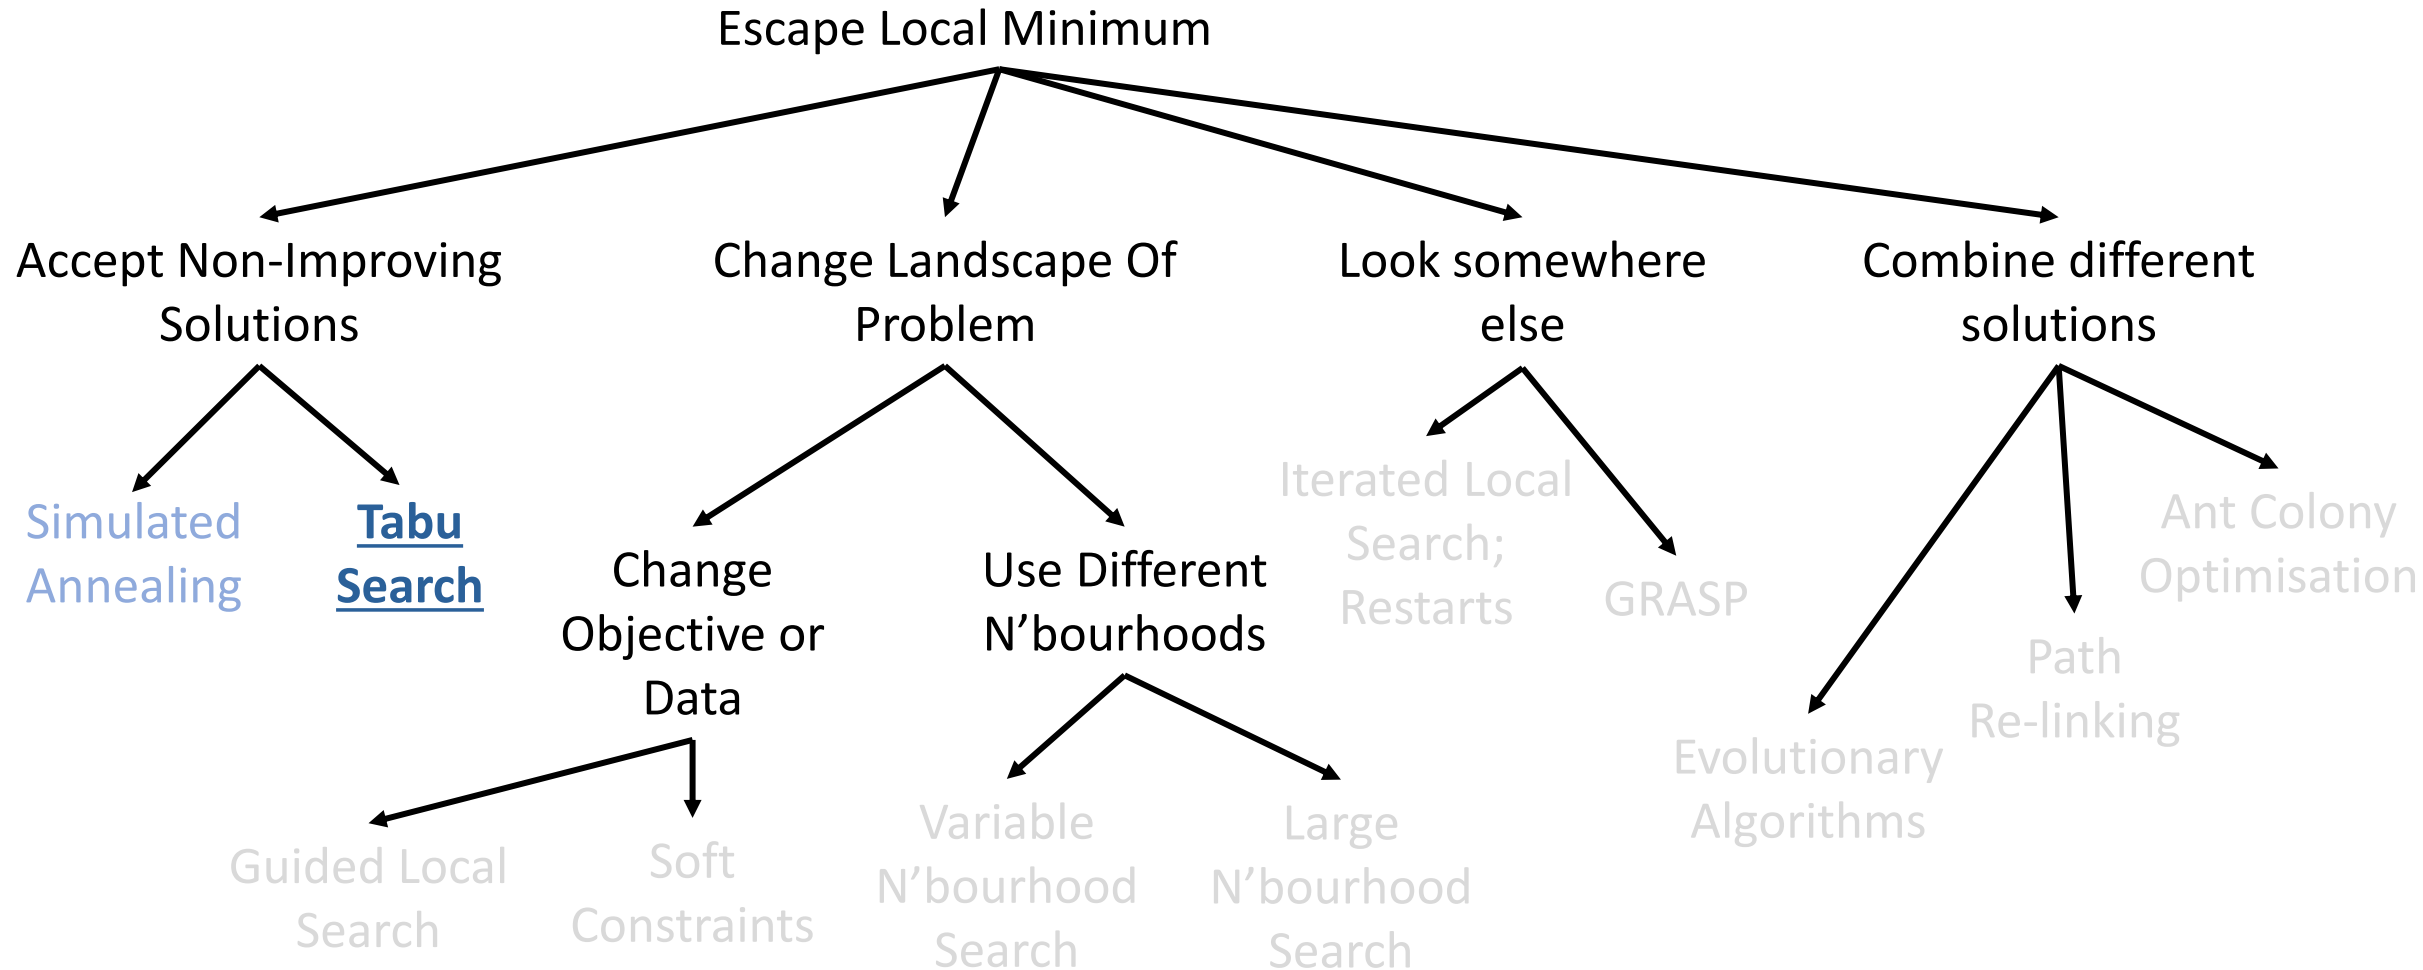 Escape Local Minimum
Accept Non-Improving
Solutions
Change Landscape Of
Problem
Look somewhere
else
Combine different
solutions
Simulated
Annealing
Tabu
Search
Change
Objective or
Data
Use Different
N’bourhoods
Iterated Local
Search;
Restarts
GRASP
Ant Colony
Optimisation
Path
Re-linking
Evolutionary
Algorithms
Guided Local
Search
Soft
Constraints
Variable
N’bourhood
Search
Large
N’bourhood
Search